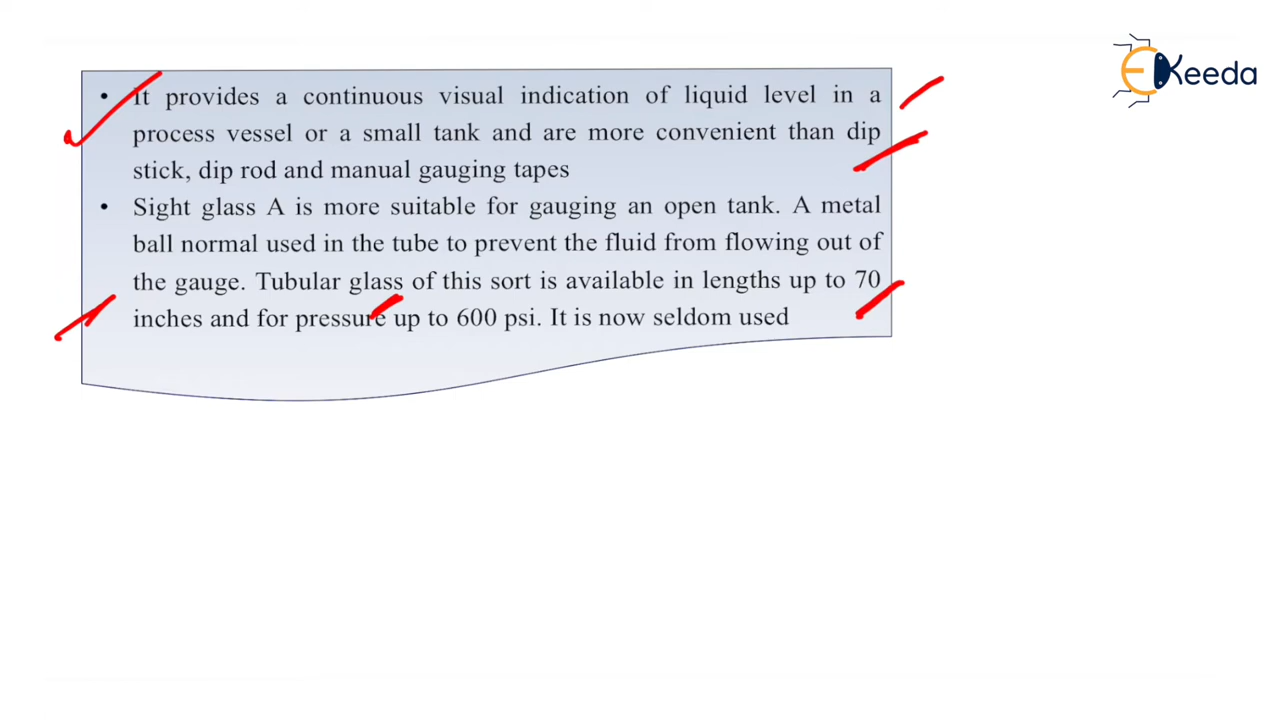 EKeeda
• It provides a continuous visual indication of liquid level in a
process vessel or a small tank and are more convenient than dip
stick, dip rod and manual gauging tapes
• Sight glass A is more suitable for gauging an open tank. A metal
ball normal used in the tube to prevent the fluid from flowing out of
the gauge. Tubular glass of this sort is available in lengths up to 70
inches and for pressure up to 600 psi. It is now seldom used